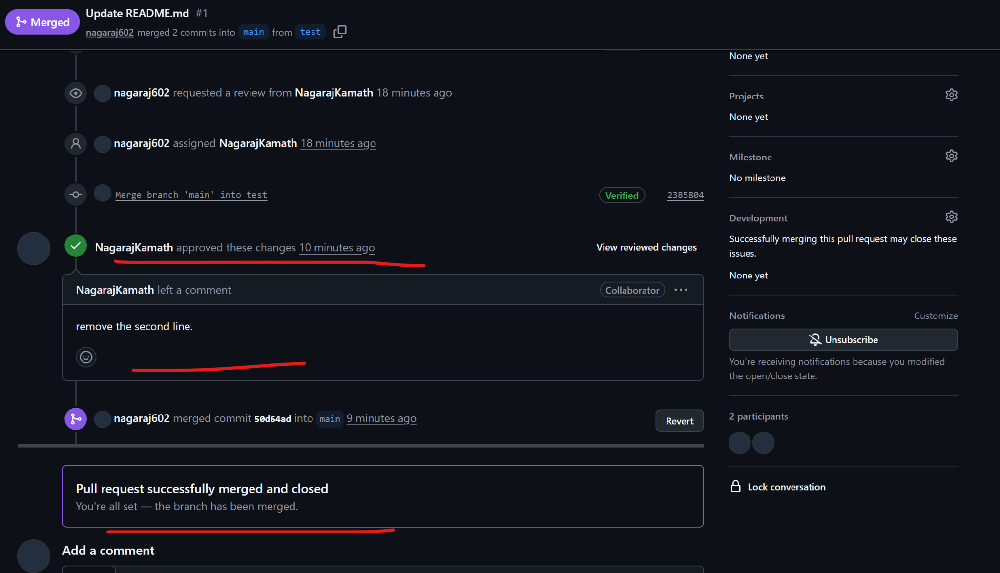 Merged
Update README.md #1
nagaraj602 merged 2 commits into main from test
nagaraj602 requested a review from NagarajKamath 18 minutes ago
nagaraj602 assigned NagarajKamath 18 minutes ago
Merge branch 'main' into test Verified 2385804
NagarajKamath approved these changes 10 minutes ago View reviewed changes
NagarajKamath left a comment Collaborator
remove the second line.
nagaraj602 merged commit 50d64ad into main 9 minutes ago Revert
Pull request successfully merged and closed
You're all set — the branch has been merged.
Add a comment
None yet
Projects
None yet
Milestone
No milestone
Development
Successfully merging this pull request may close these
issues.
None yet
Notifications Customize
Unsubscribe
You're receiving notifications because you modified
the open/close state.
2 participants
Lock conversation